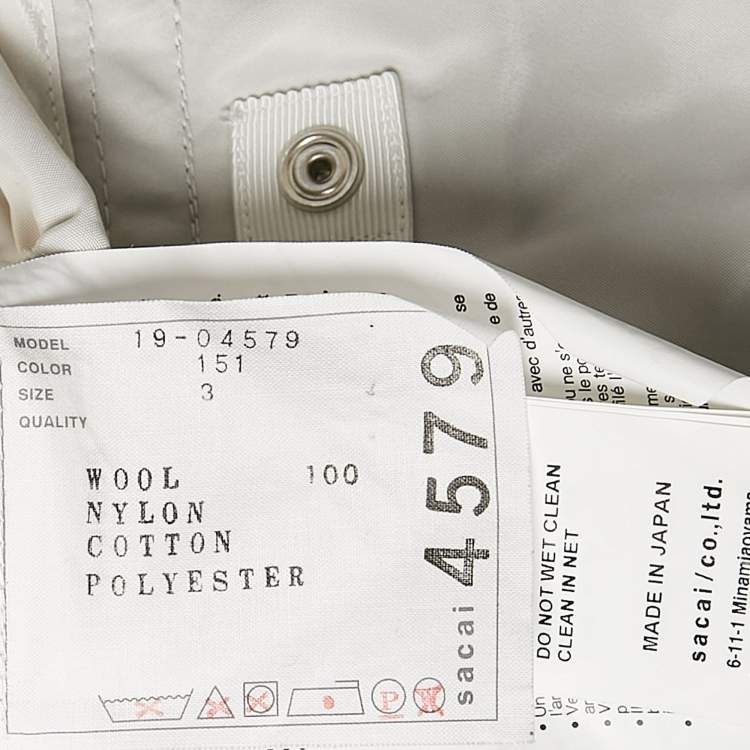 MODEL 19-04579
COLOR 151
SIZE 3
QUALITY
WOOL 100
NYLON
COTTON
POLYESTER
P
sacai 4579
se
e de
avec d'autres
DO NOT WET CLEAN
CLEAN IN NET
MADE IN JAPAN
sacai/co.,ltd.
6-11-1 Minamiaoyama
• Un